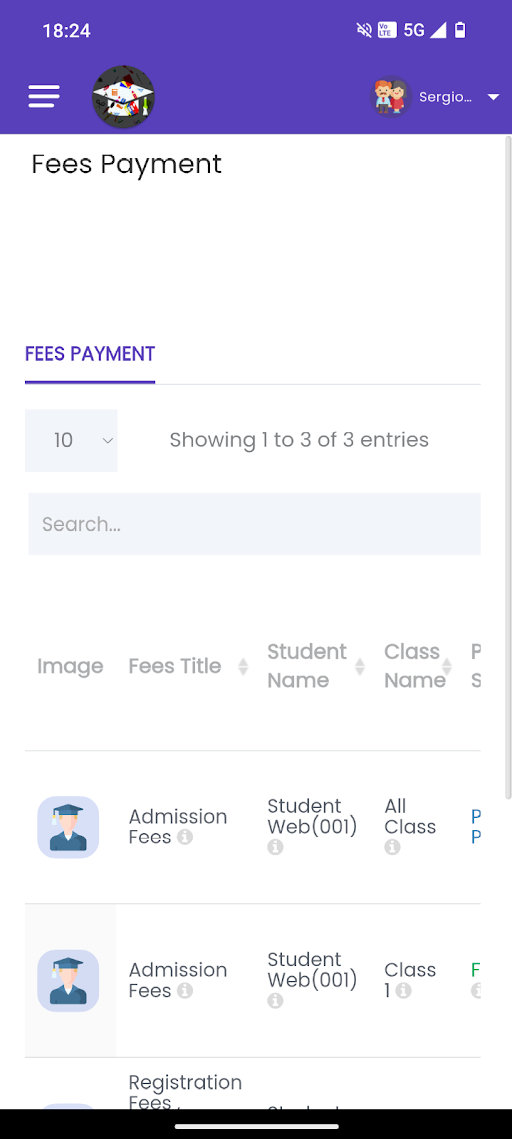 18:24
Vo LTE 5G
Sergio...
Fees Payment
FEES PAYMENT
10
Showing 1 to 3 of 3 entries
Search...
Image Fees Title Student Name Class Name P S
Admission Fees Student Web(001) All Class P P
Admission Fees Student Web(001) Class 1 F
Registration
Fees